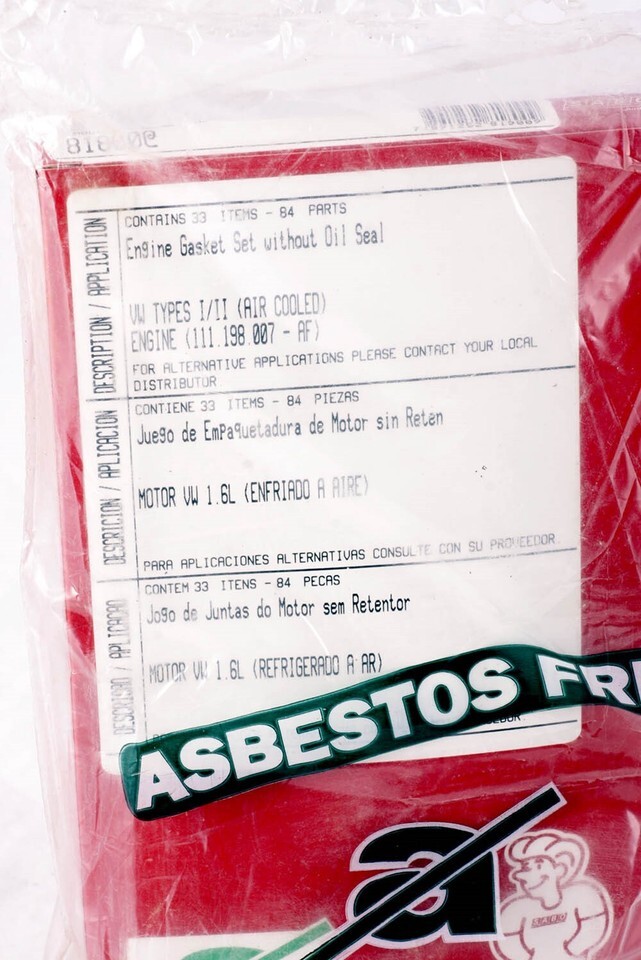 CONTAINS 33 ITEMS - 84 PARTS
Engine Gasket Set without Oil Seal
VW TYPES I/II (AIR COOLED)
ENGINE (111.198.007 - AF)
FOR ALTERNATIVE APPLICATIONS PLEASE CONTACT YOUR LOCAL
DISTRIBUTOR
DESCRIPTION / APPLICATION
CONTIENE 33 ITEMS - 84 PIEZAS
Juego de EmPaquetadura de Motor sin Reten
MOTOR VW 1.6L (ENFRIADO A AIRE)
PARA APLICACIONES ALTERNATIVAS CONSULTE CON SU PROVEEDOR
DESCRICION / APLICACION
CONTEM 33 ITENS - 84 PECAS
Jogo de Juntas do Motor sem Retentor
MOTOR VW 1.6L (REFRIGERADO A AR)
DESCRISAO / APLICACAO
ASBESTOS FRE
a